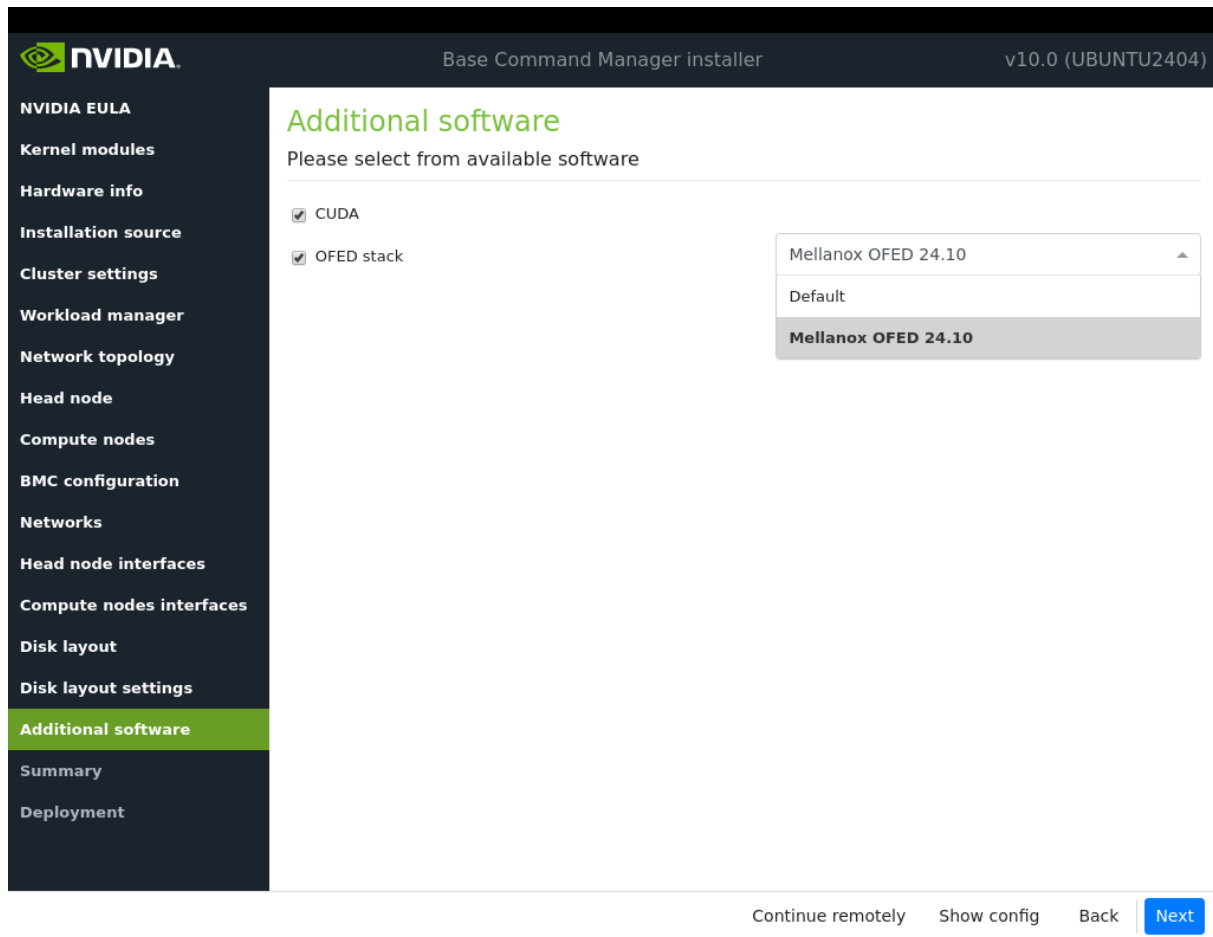 NVIDIA.
Base Command Manager installer
v10.0 (UBUNTU2404)
NVIDIA EULA
Kernel modules
Hardware info
Installation source
Cluster settings
Workload manager
Network topology
Head node
Compute nodes
BMC configuration
Networks
Head node interfaces
Compute nodes interfaces
Disk layout
Disk layout settings
Additional software
Summary
Deployment
Additional software
Please select from available software
CUDA
OFED stack
Mellanox OFED 24.10
Default
Mellanox OFED 24.10
Continue remotely
Show config
Back
Next